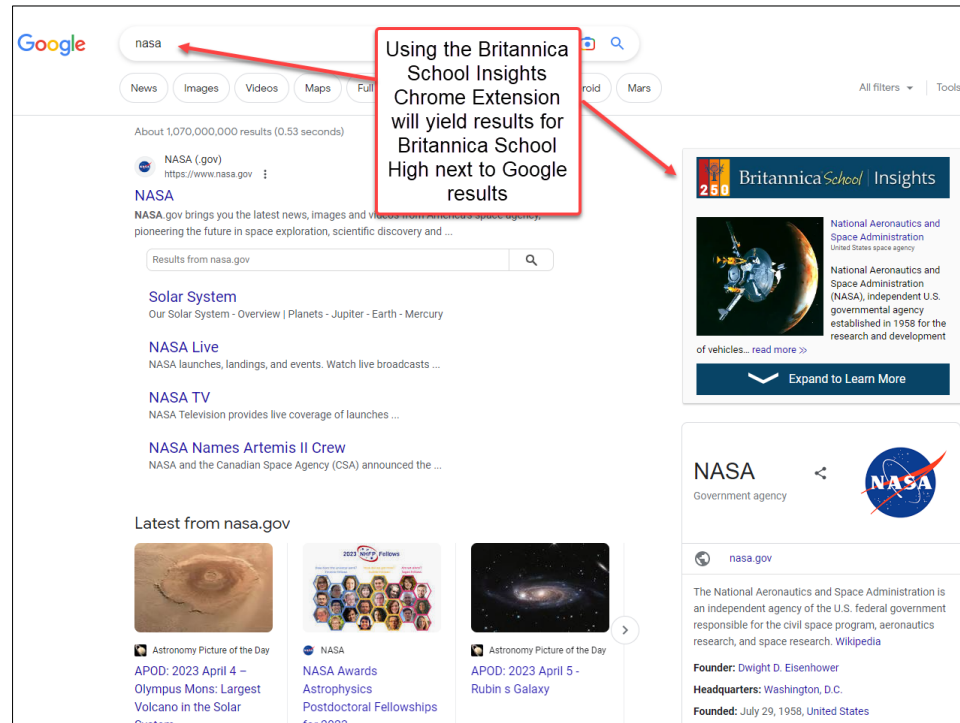 Google
nasa
Using the Britannica
School Insights
Chrome Extension
will yield results for
Britannica School
High next to Google
results
News
Images
Videos
Maps
Mars
All filters
Tools
About 1,070,000,000 results (0.53 seconds)
NASA (.gov)
https://www.nasa.gov
NASA
NASA.gov brings you the latest news, images and videos from America's space agency,
pioneering the future in space exploration, scientific discovery and ...
Results from nasa.gov
Solar System
Our Solar System - Overview | Planets - Jupiter - Earth - Mercury
NASA Live
NASA launches, landings, and events. Watch live broadcasts ...
NASA TV
NASA Television provides live coverage of launches ...
NASA Names Artemis II Crew
NASA and the Canadian Space Agency (CSA) announced the ...
Latest from nasa.gov
2023 NHFP Fellows
Astronomy Picture of the Day
APOD: 2023 April 4 –
Olympus Mons: Largest
Volcano in the Solar
System
NASA
NASA Awards
Astrophysics
Postdoctoral Fellowships
for 2023
Astronomy Picture of the Day
APOD: 2023 April 5 -
Rubin s Galaxy
250 Britannica School | Insights
National Aeronautics and
Space Administration
United States space agency
National Aeronautics and
Space Administration
(NASA), independent U.S.
governmental agency
established in 1958 for the
research and development
of vehicles... read more >>
Expand to Learn More
NASA
Government agency
NASA
nasa.gov
The National Aeronautics and Space Administration is
an independent agency of the U.S. federal government
responsible for the civil space program, aeronautics
research, and space research. Wikipedia
Founder: Dwight D. Eisenhower
Headquarters: Washington, D.C.
Founded: July 29, 1958, United States